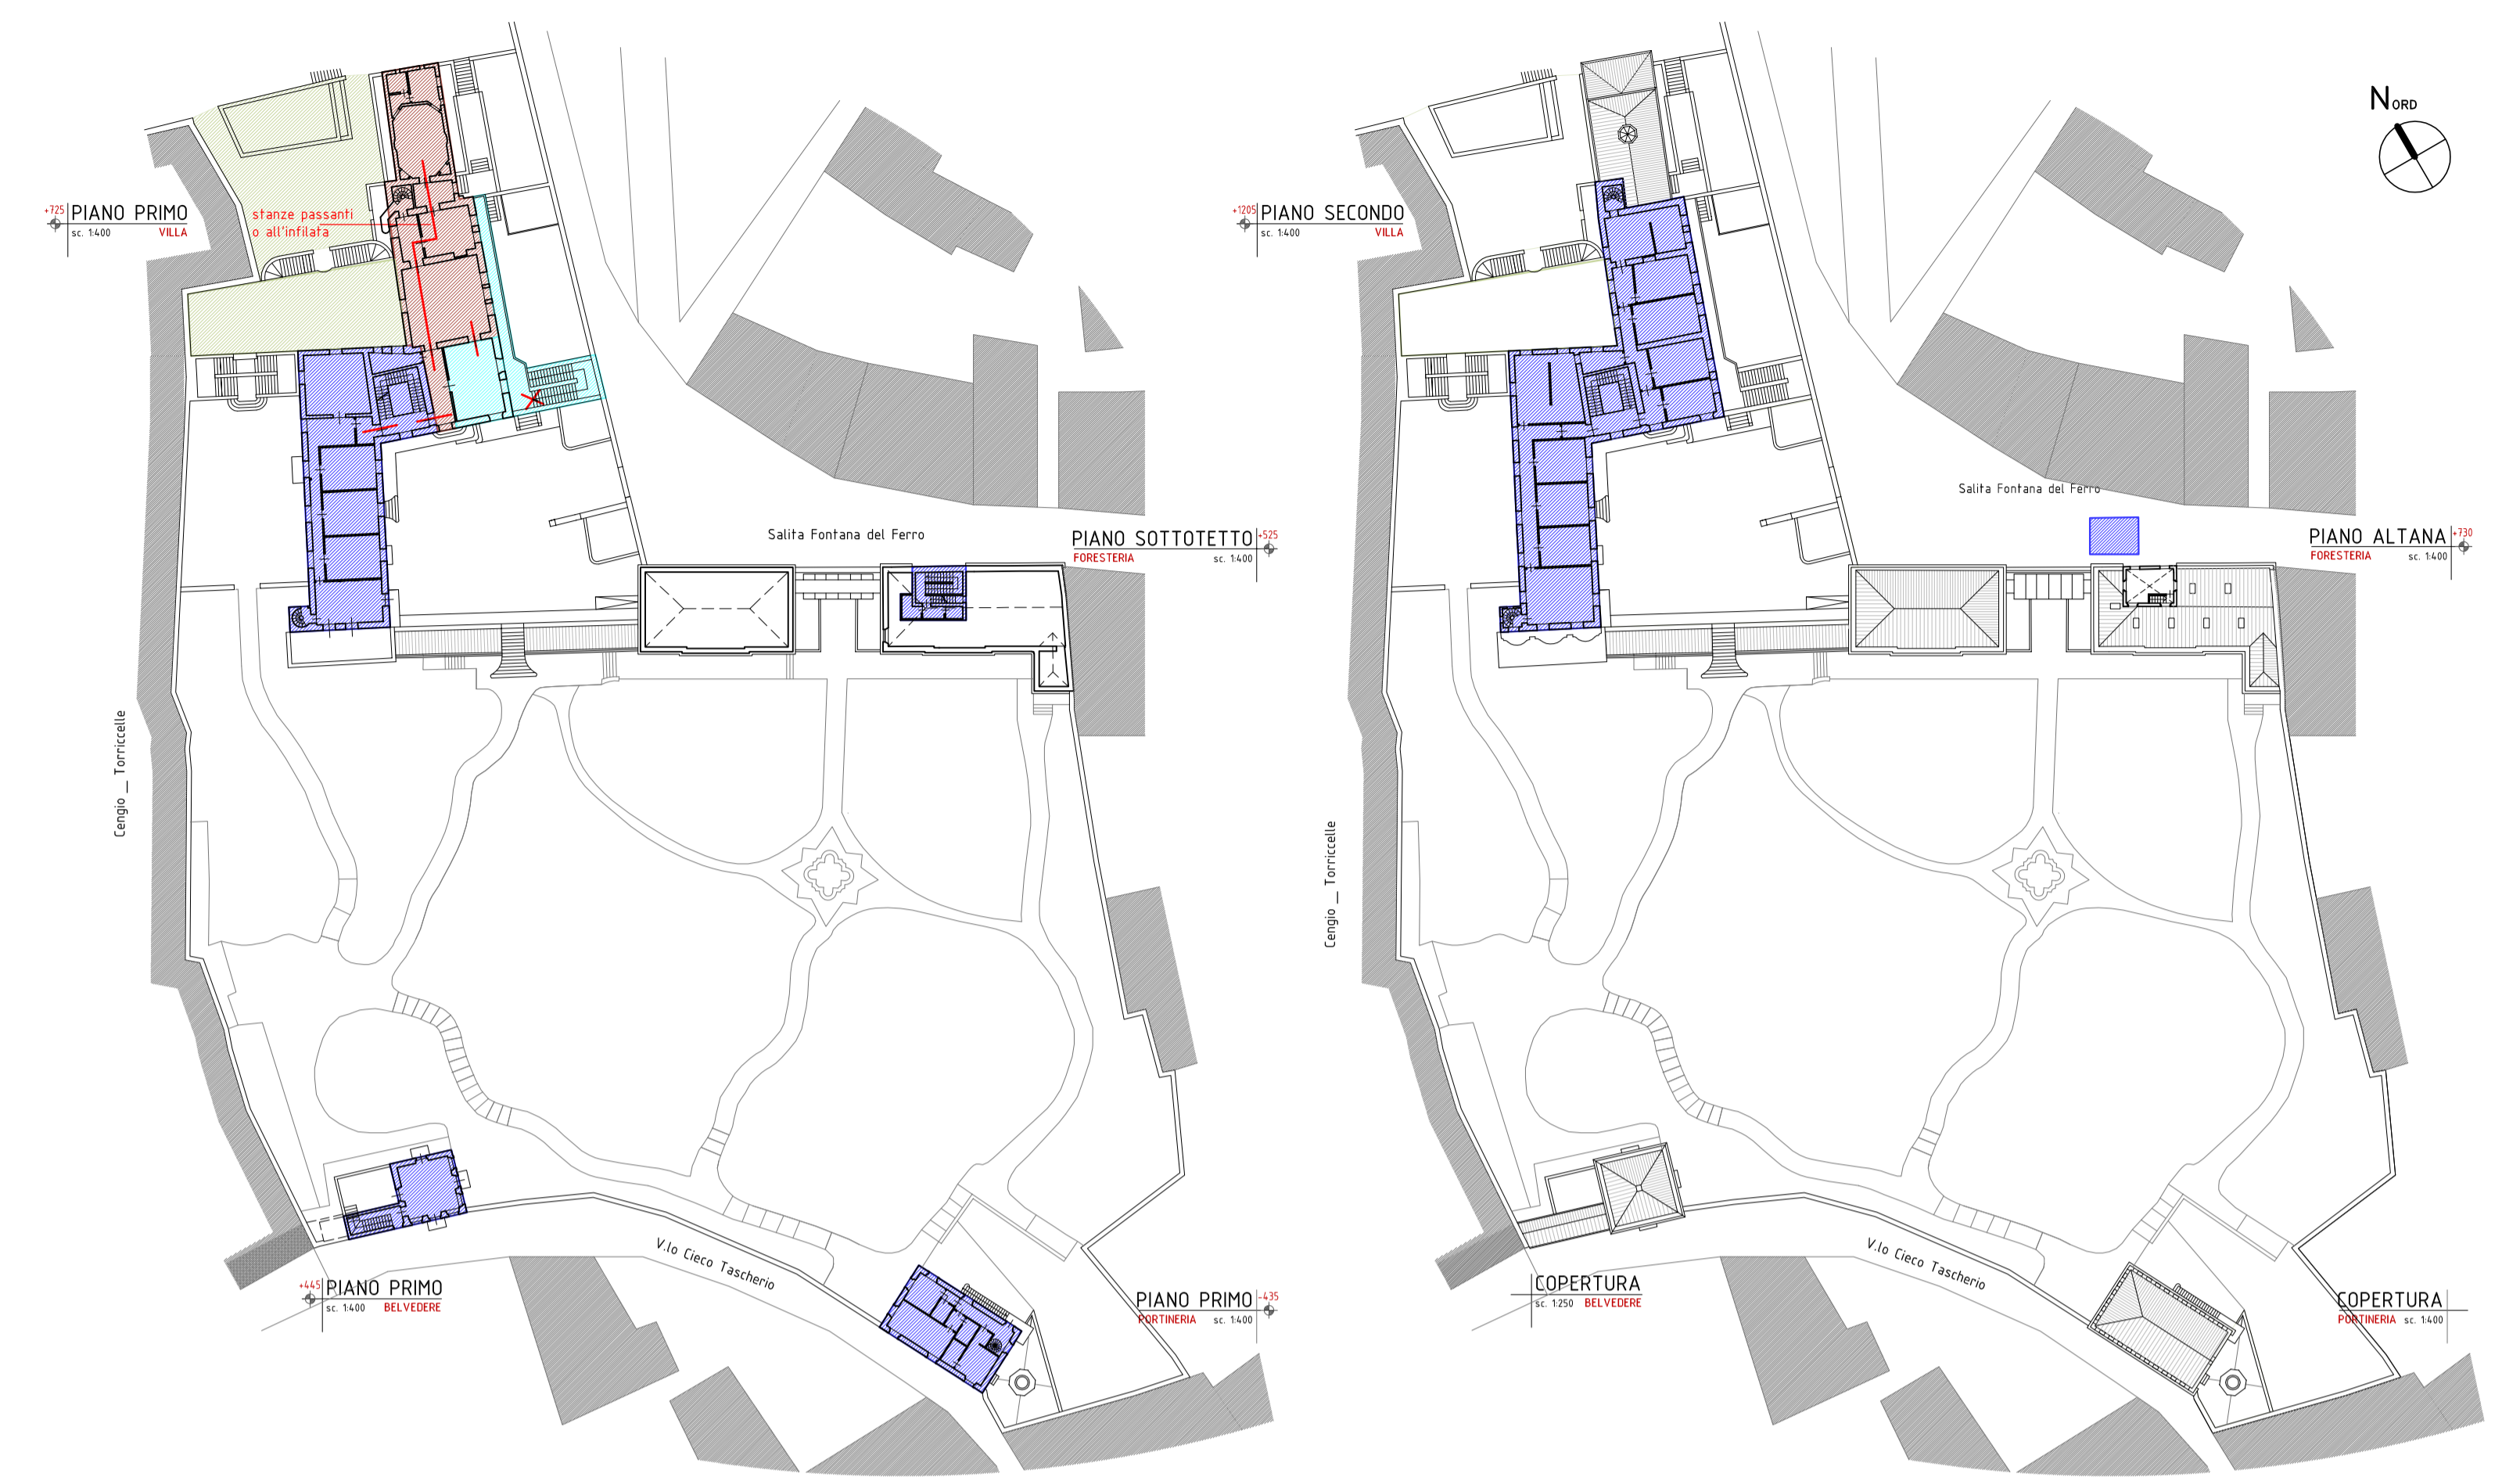 NORD
+725
PIANO PRIMO
sc. 1:400 VILLA
stanze passanti
o all'infilata
+1205
PIANO SECONDO
sc. 1:400 VILLA
Salita Fontana del Ferro
PIANO SOTTOTETTO
+525
FORESTERIA sc. 1:400
Salita Fontana del Ferro
PIANO ALTANA
+730
FORESTERIA sc. 1:400
Cengio _ Torriccelle
Cengio _ Torriccelle
V.lo Cieco Tascherio
+445
PIANO PRIMO
sc. 1:400 BELVEDERE
PIANO PRIMO
-435
PORTINERIA sc. 1:400
V.lo Cieco Tascherio
COPERTURA
sc. 1:250 BELVEDERE
COPERTURA
PORTINERIA sc. 1:400